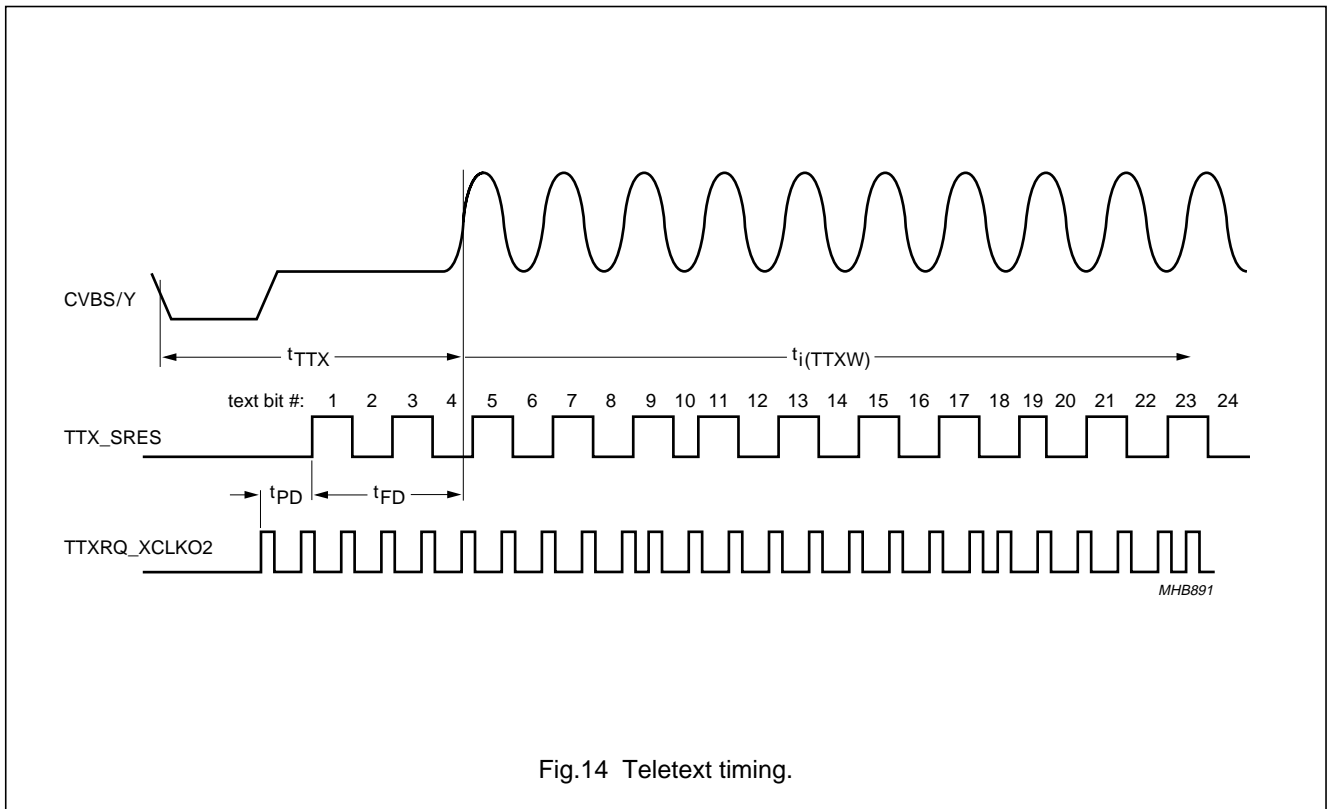 CVBS/Y
tTTX
ti(TTXW)
text bit #: 1 2 3 4 5 6 7 8 9 10 11 12 13 14 15 16 17 18 19 20 21 22 23 24
TTX_SRES
tPD
tFD
TTXRQ_XCLKO2
MHB891
Fig.14 Teletext timing.